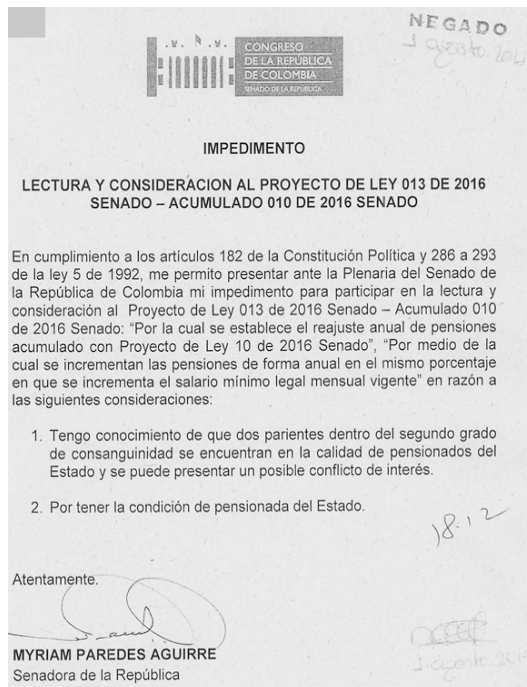 NEGADO
1 agosto.
CONGRESO
DE LA REPÚBLICA
DE COLOMBIA
SENADO DE LA REPÚBLICA
IMPEDIMENTO
LECTURA Y CONSIDERACION AL PROYECTO DE LEY 013 DE 2016
SENADO – ACUMULADO 010 DE 2016 SENADO
En cumplimiento a los artículos 182 de la Constitución Política y 286 a 293
de la ley 5 de 1992, me permito presentar ante la Plenaria del Senado de
la República de Colombia mi impedimento para participar en la lectura y
consideración al Proyecto de Ley 013 de 2016 Senado – Acumulado 010
de 2016 Senado: “Por la cual se establece el reajuste anual de pensiones
acumulado con Proyecto de Ley 10 de 2016 Senado”, “Por medio de la
cual se incrementan las pensiones de forma anual en el mismo porcentaje
en que se incrementa el salario mínimo legal mensual vigente” en razón a
las siguientes consideraciones:
1. Tengo conocimiento de que dos parientes dentro del segundo grado
de consanguinidad se encuentran en la calidad de pensionados del
Estado y se puede presentar un posible conflicto de interés.
2. Por tener la condición de pensionada del Estado.
18.12
Atentamente.
MYRIAM PAREDES AGUIRRE
Senadora de la República
1. agosto.